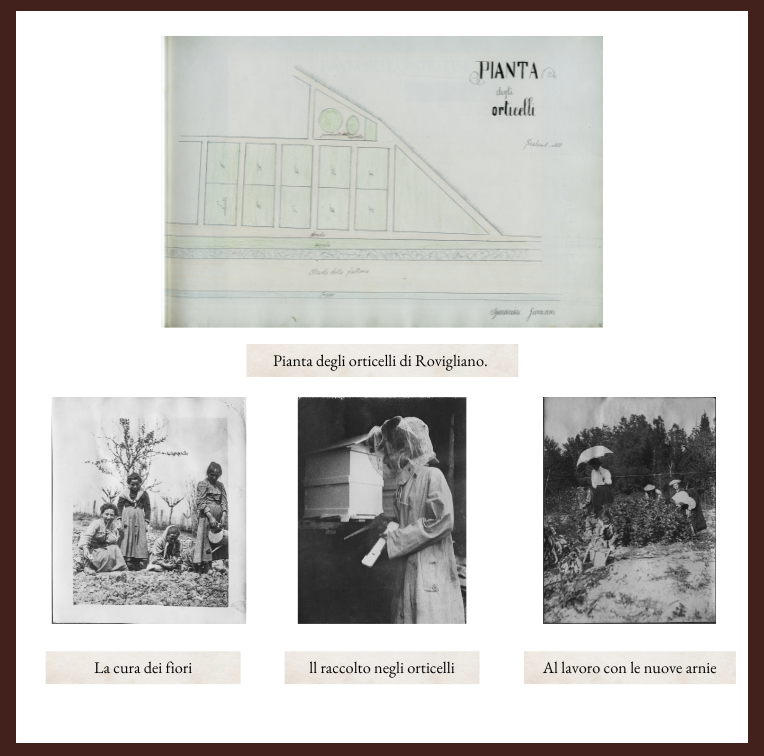 PIANTA
degli
orticelli
Strada della fattoria
Pianta degli orticelli di Rovigliano.
La cura dei fiori
ll raccolto negli orticelli
Al lavoro con le nuove arnie